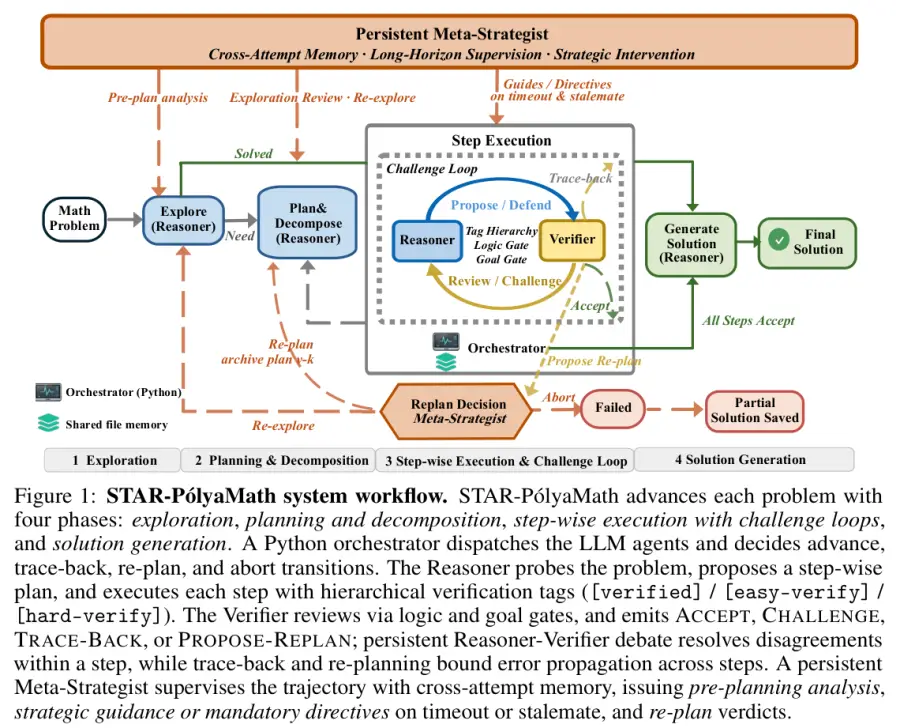 Persistent Meta-Strategist
Cross-Attempt Memory · Long-Horizon Supervision · Strategic Intervention
Pre-plan analysis
Exploration Review · Re-explore
Guides / Directives
on timeout & stalemate
Step Execution
Solved
Challenge Loop
Trace-back
Math
Problem
Explore
(Reasoner)
Need
Plan&
Decompose
(Reasoner)
Propose / Defend
Reasoner
Tag Hierarchy
Logic Gate
Goal Gate
Verifier
Review / Challenge
Accept
Generate
Solution
(Reasoner)
Final
Solution
All Steps Accept
Orchestrator
Propose Re-plan
Re-plan
archive plan v-k
Orchestrator (Python)
Shared file memory
Re-explore
Replan Decision
Meta-Strategist
Abort
Failed
Partial
Solution Saved
1 Exploration
2 Planning & Decomposition
3 Step-wise Execution & Challenge Loop
4 Solution Generation
Figure 1: STAR-PólyaMath system workflow. STAR-PólyaMath advances each problem with
four phases: exploration, planning and decomposition, step-wise execution with challenge loops,
and solution generation. A Python orchestrator dispatches the LLM agents and decides advance,
trace-back, re-plan, and abort transitions. The Reasoner probes the problem, proposes a step-wise
plan, and executes each step with hierarchical verification tags ([verified] / [easy-verify] /
[hard-verify]). The Verifier reviews via logic and goal gates, and emits ACCEPT, CHALLENGE,
TRACE-BACK, or PROPOSE-REPLAN; persistent Reasoner-Verifier debate resolves disagreements
within a step, while trace-back and re-planning bound error propagation across steps. A persistent
Meta-Strategist supervises the trajectory with cross-attempt memory, issuing pre-planning analysis,
strategic guidance or mandatory directives on timeout or stalemate, and re-plan verdicts.